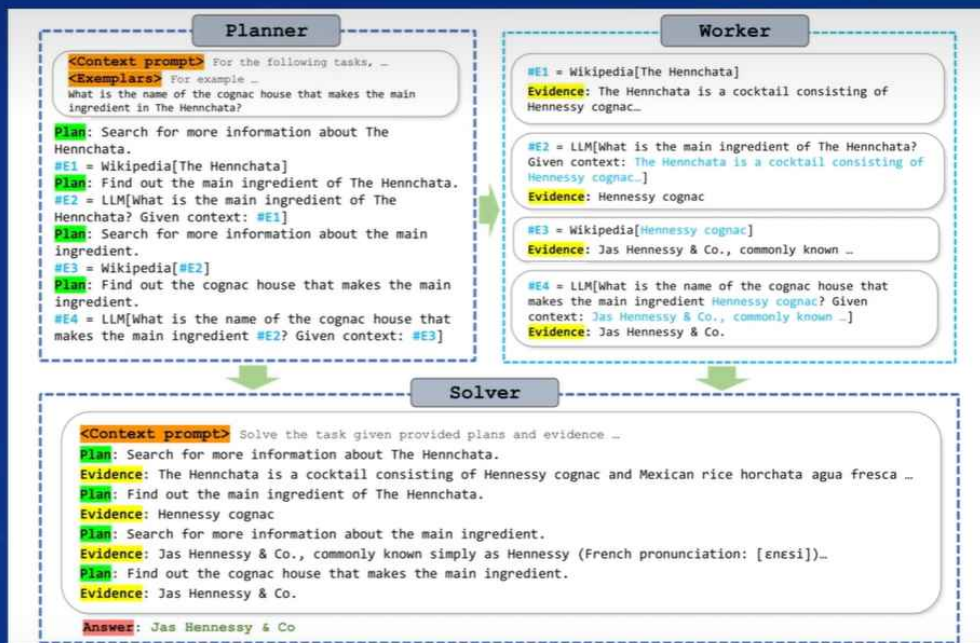 Planner
<Context prompt> For the following tasks, …
<Exemplars> For example …
What is the name of the cognac house that makes the main
ingredient in The Hennchata?
Plan: Search for more information about The
Hennchata.
#E1 = Wikipedia[The Hennchata]
Plan: Find out the main ingredient of The Hennchata.
#E2 = LLM[What is the main ingredient of The
Hennchata? Given context: #E1]
Plan: Search for more information about the main
ingredient.
#E3 = Wikipedia[#E2]
Plan: Find out the cognac house that makes the main
ingredient.
#E4 = LLM[What is the name of the cognac house that
makes the main ingredient #E2? Given context: #E3]
Worker
#E1 = Wikipedia[The Hennchata]
Evidence: The Hennchata is a cocktail consisting of
Hennessy cognac…
#E2 = LLM[What is the main ingredient of The Hennchata?
Given context: The Hennchata is a cocktail consisting of
Hennessy cognac…]
Evidence: Hennessy cognac
#E3 = Wikipedia[Hennessy cognac]
Evidence: Jas Hennessy & Co., commonly known …
#E4 = LLM[What is the name of the cognac house that
makes the main ingredient Hennessy cognac? Given
context: Jas Hennessy & Co., commonly known …]
Evidence: Jas Hennessy & Co.
Solver
<Context prompt> Solve the task given provided plans and evidence …
Plan: Search for more information about The Hennchata.
Evidence: The Hennchata is a cocktail consisting of Hennessy cognac and Mexican rice horchata agua fresca …
Plan: Find out the main ingredient of The Hennchata.
Evidence: Hennessy cognac
Plan: Search for more information about the main ingredient.
Evidence: Jas Hennessy & Co., commonly known simply as Hennessy (French pronunciation: [ɛnɛsi])…
Plan: Find out the cognac house that makes the main ingredient.
Evidence: Jas Hennessy & Co.
Answer: Jas Hennessy & Co